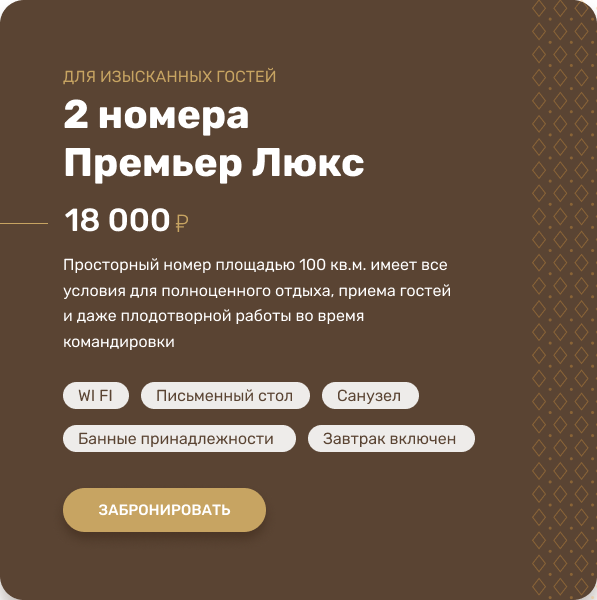 ДЛЯ ИЗЫСКАННЫХ ГОСТЕЙ
2 номера
Премьер Люкс
18 000 ₽
Просторный номер площадью 100 кв.м. имеет все
условия для полноценного отдыха, приема гостей
и даже плодотворной работы во время
командировки
WI FI Письменный стол Санузел
Банные принадлежности Завтрак включен
ЗАБРОНИРОВАТЬ